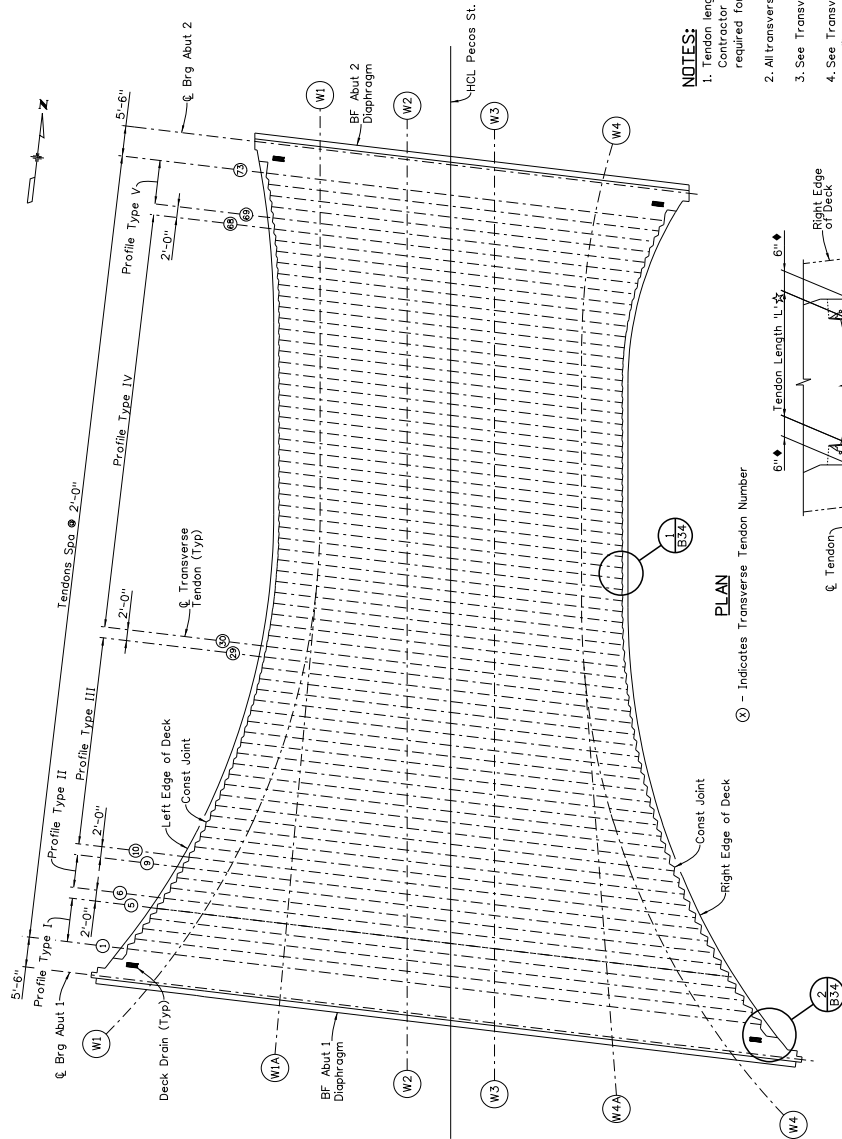 N
5'-6"
℄ Brg Abut 2
Tendons Spa @ 2'-0"
Profile Type V
2'-0"
Profile Type IV
Profile Type III
2'-0"
Profile Type II
2'-0"
2'-0"
Profile Type I
5'-6"
℄ Brg Abut 1
1
5
6
9
10
29
30
68
69
73
℄ Transverse
Tendon (Typ)
Left Edge of Deck
Const Joint
Deck Drain (Typ)
BF Abut 1
Diaphragm
BF Abut 2
Diaphragm
W1
W1A
W2
W3
W4A
W4
W1
W2
HCL Pecos St.
W3
W4
Const Joint
Right Edge of Deck
1
B34
2
B34
PLAN
ⓧ - Indicates Transverse Tendon Number
NOTES:
1. Tendon leng
Contractor
required for
2. All transvers
3. See Transv
4. See Transv
Right Edge
of Deck
6"◆
Tendon Length 'L'☆
6"◆
℄ Tendon